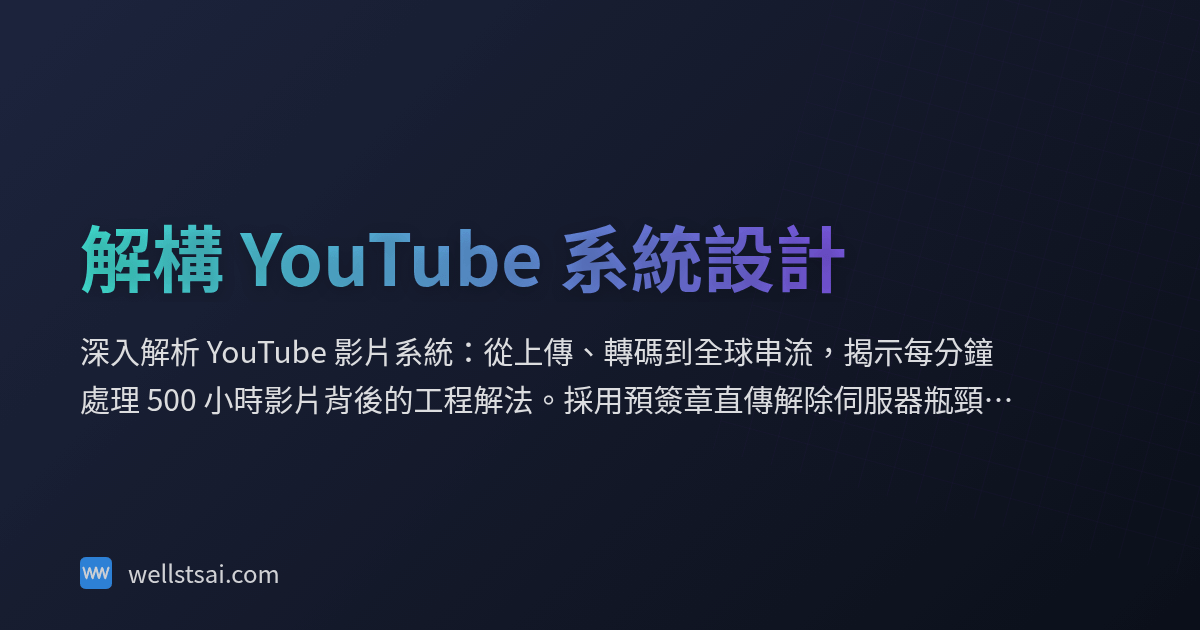 解構 YouTube 系統設計
深入解析 YouTube 影片系統：從上傳、轉碼到全球串流，揭示每分鐘
處理 500 小時影片背後的工程解法。採用預簽章直傳解除伺服器瓶頸…
W
wellstsai.com